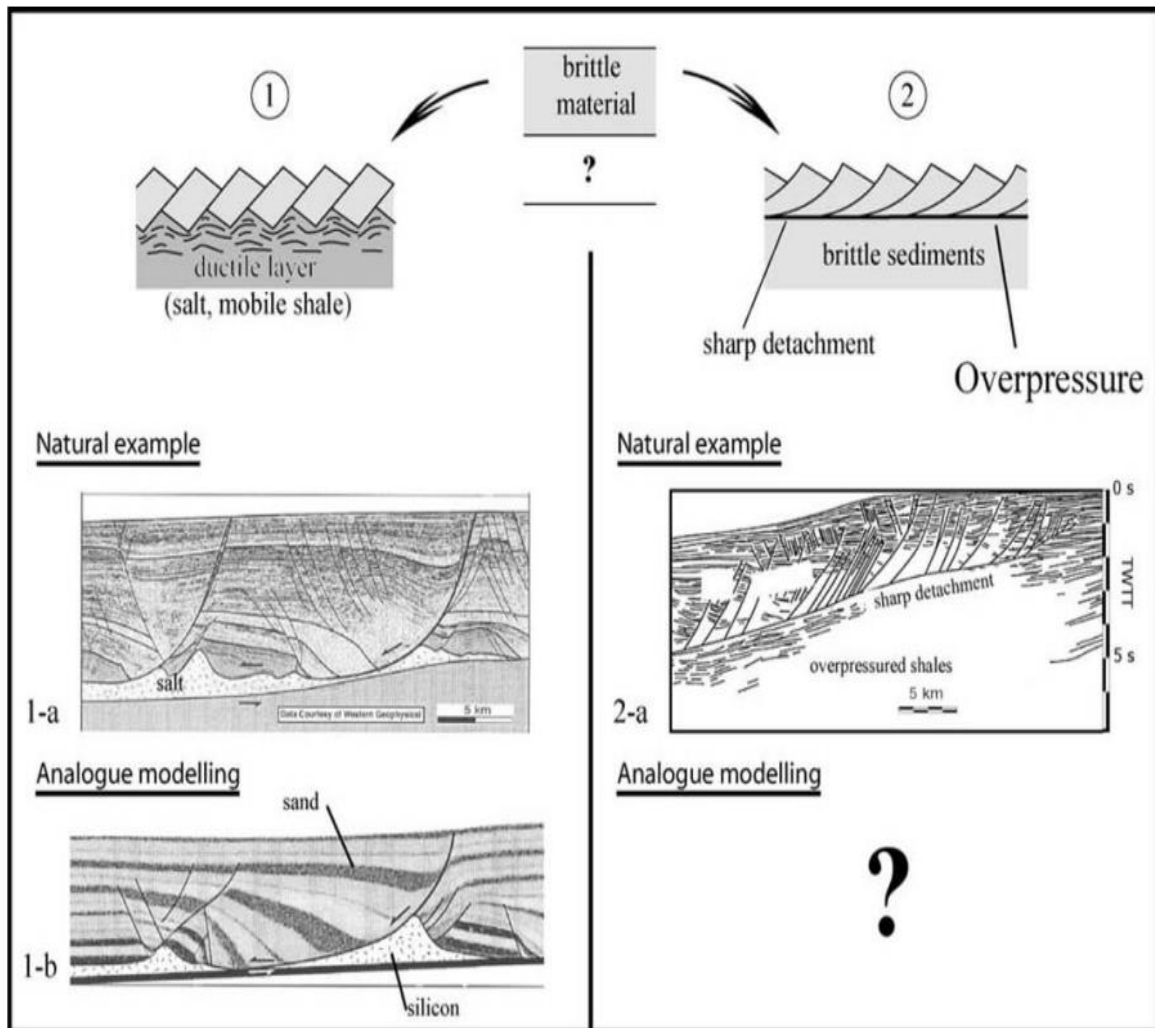 brittle
material
?
1
2
ductile layer
(salt, mobile shale)
brittle sediments
sharp detachment
Overpressure
Natural example
salt
Data Courtesy of Western Geophysical
5 km
1-a
Analogue modelling
sand
1-b
silicon
Natural example
0 s
TWTT
sharp detachment
overpressured shales
5 s
5 km
2-a
Analogue modelling
?